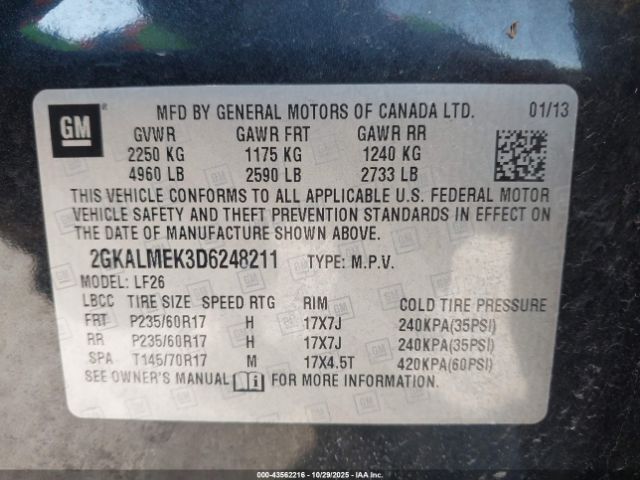 GM
MFD BY GENERAL MOTORS OF CANADA LTD. 01/13
GVWR GAWR FRT GAWR RR
2250 KG 1175 KG 1240 KG
4960 LB 2590 LB 2733 LB
THIS VEHICLE CONFORMS TO ALL APPLICABLE U.S. FEDERAL MOTOR
VEHICLE SAFETY AND THEFT PREVENTION STANDARDS IN EFFECT ON
THE DATE OF MANUFACTURE SHOWN ABOVE.
2GKALMEK3D6248211 TYPE: M.P.V.
MODEL: LF26
LBCC TIRE SIZE SPEED RTG RIM COLD TIRE PRESSURE
FRT P235/60R17 H 17X7J 240KPA(35PSI)
RR P235/60R17 H 17X7J 240KPA(35PSI)
SPA T145/70R17 M 17X4.5T 420KPA(60PSI)
SEE OWNER'S MANUAL i FOR MORE INFORMATION.
000-43562216 - 10/29/2025 - IAA Inc.